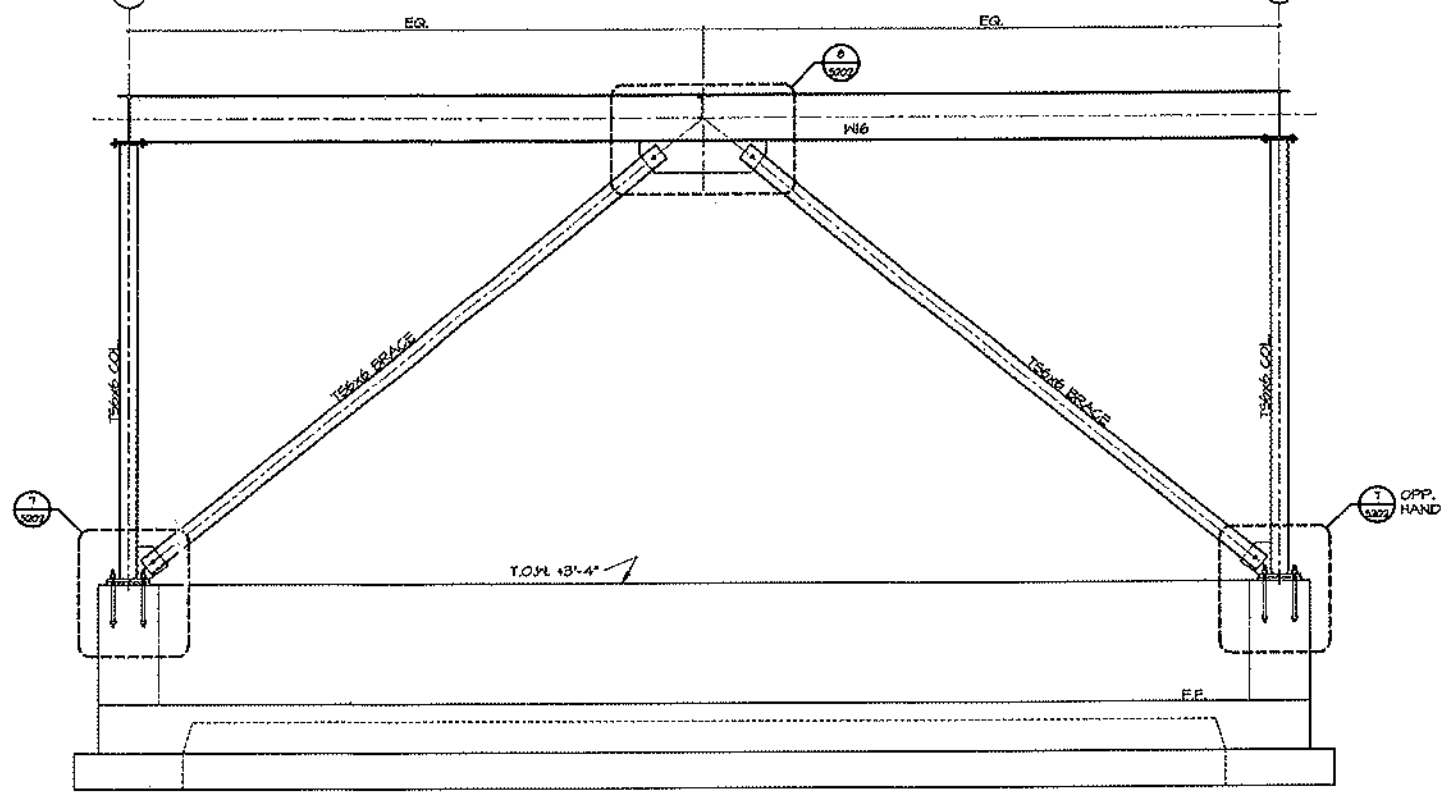 EQ.
EQ.
8
S202
W16
TS6x6 COL.
TS6x6 BRACE
TS6x6 BRACE
TS6x6 COL.
7
S202
7
S202
OPP.
HAND
T.O.W. +3'-4"
F.F.